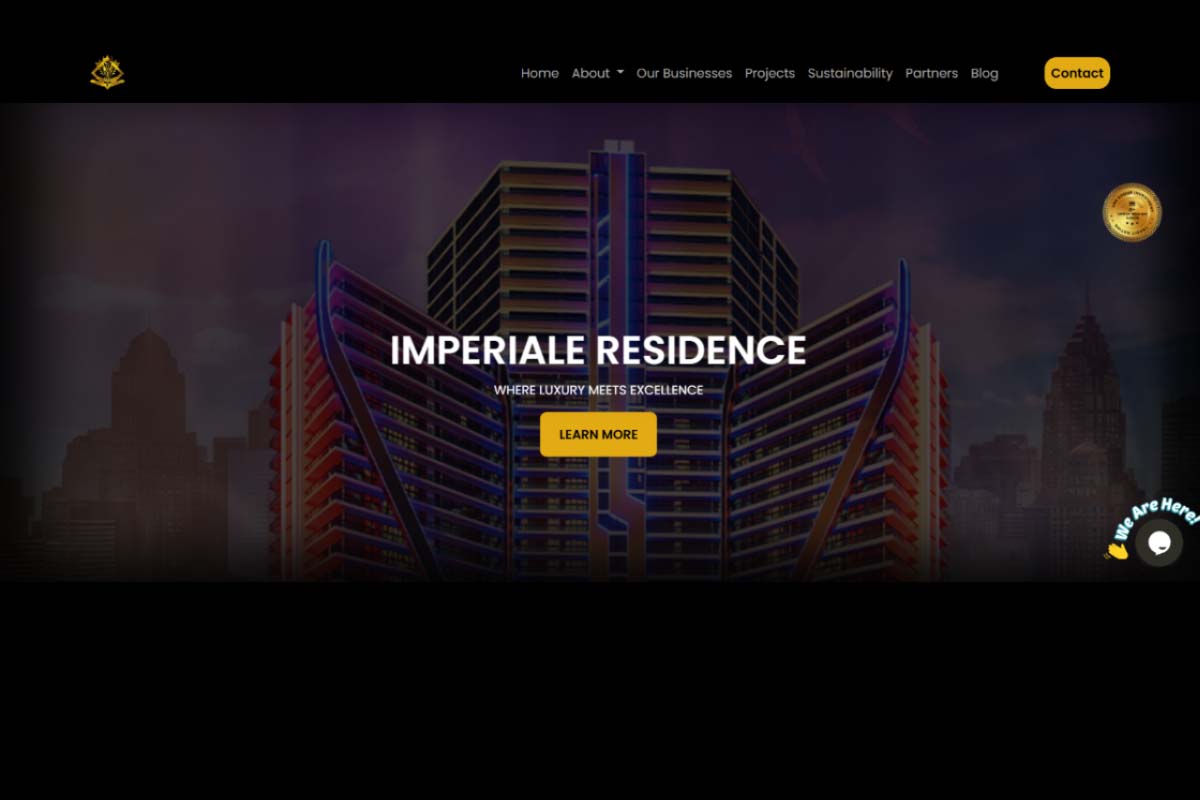 Home About Our Businesses Projects Sustainability Partners Blog Contact
IMPERIALE RESIDENCE
WHERE LUXURY MEETS EXCELLENCE
LEARN MORE
We Are Here!